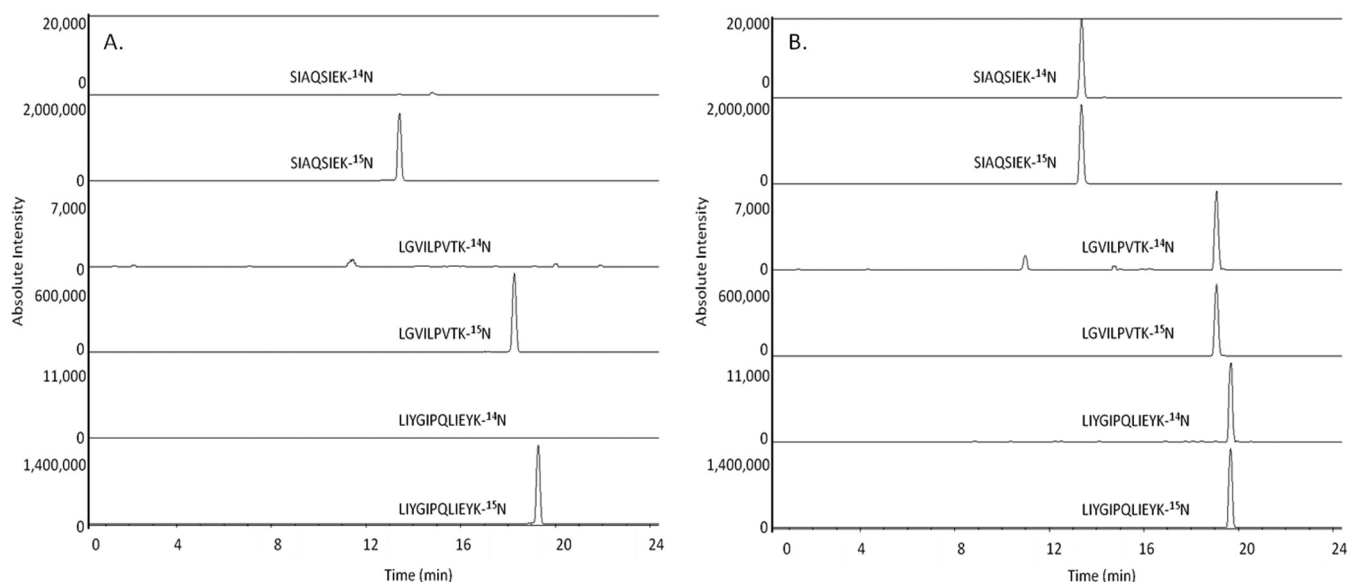 A.
20,000
SIAQSIEK-¹⁴N
0
2,000,000
SIAQSIEK-¹⁵N
0
7,000
LGVILPVTK-¹⁴N
0
600,000
LGVILPVTK-¹⁵N
0
11,000
LIYGIPQLIEYK-¹⁴N
0
1,400,000
LIYGIPQLIEYK-¹⁵N
0
Absolute Intensity
0 4 8 12 16 20 24
Time (min)
B.
20,000
SIAQSIEK-¹⁴N
0
2,000,000
SIAQSIEK-¹⁵N
0
7,000
LGVILPVTK-¹⁴N
0
600,000
LGVILPVTK-¹⁵N
0
11,000
LIYGIPQLIEYK-¹⁴N
0
1,400,000
LIYGIPQLIEYK-¹⁵N
0
Absolute Intensity
0 4 8 12 16 20 24
Time (min)